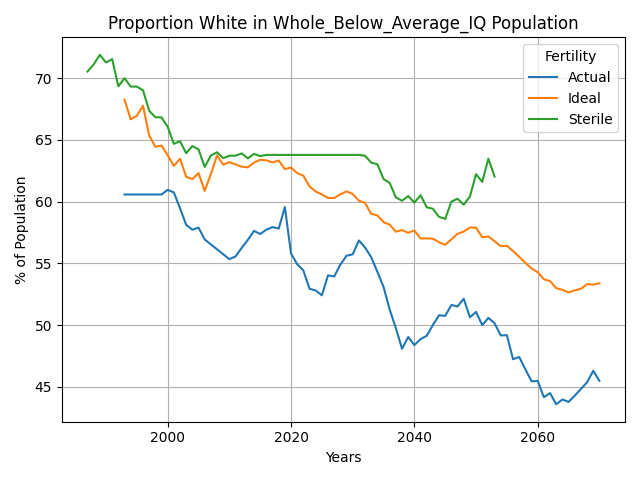 Proportion White in Whole_Below_Average_IQ Population
Fertility
Actual
Ideal
Sterile
% of Population
70
65
60
55
50
45
2000
2020
2040
2060
Years